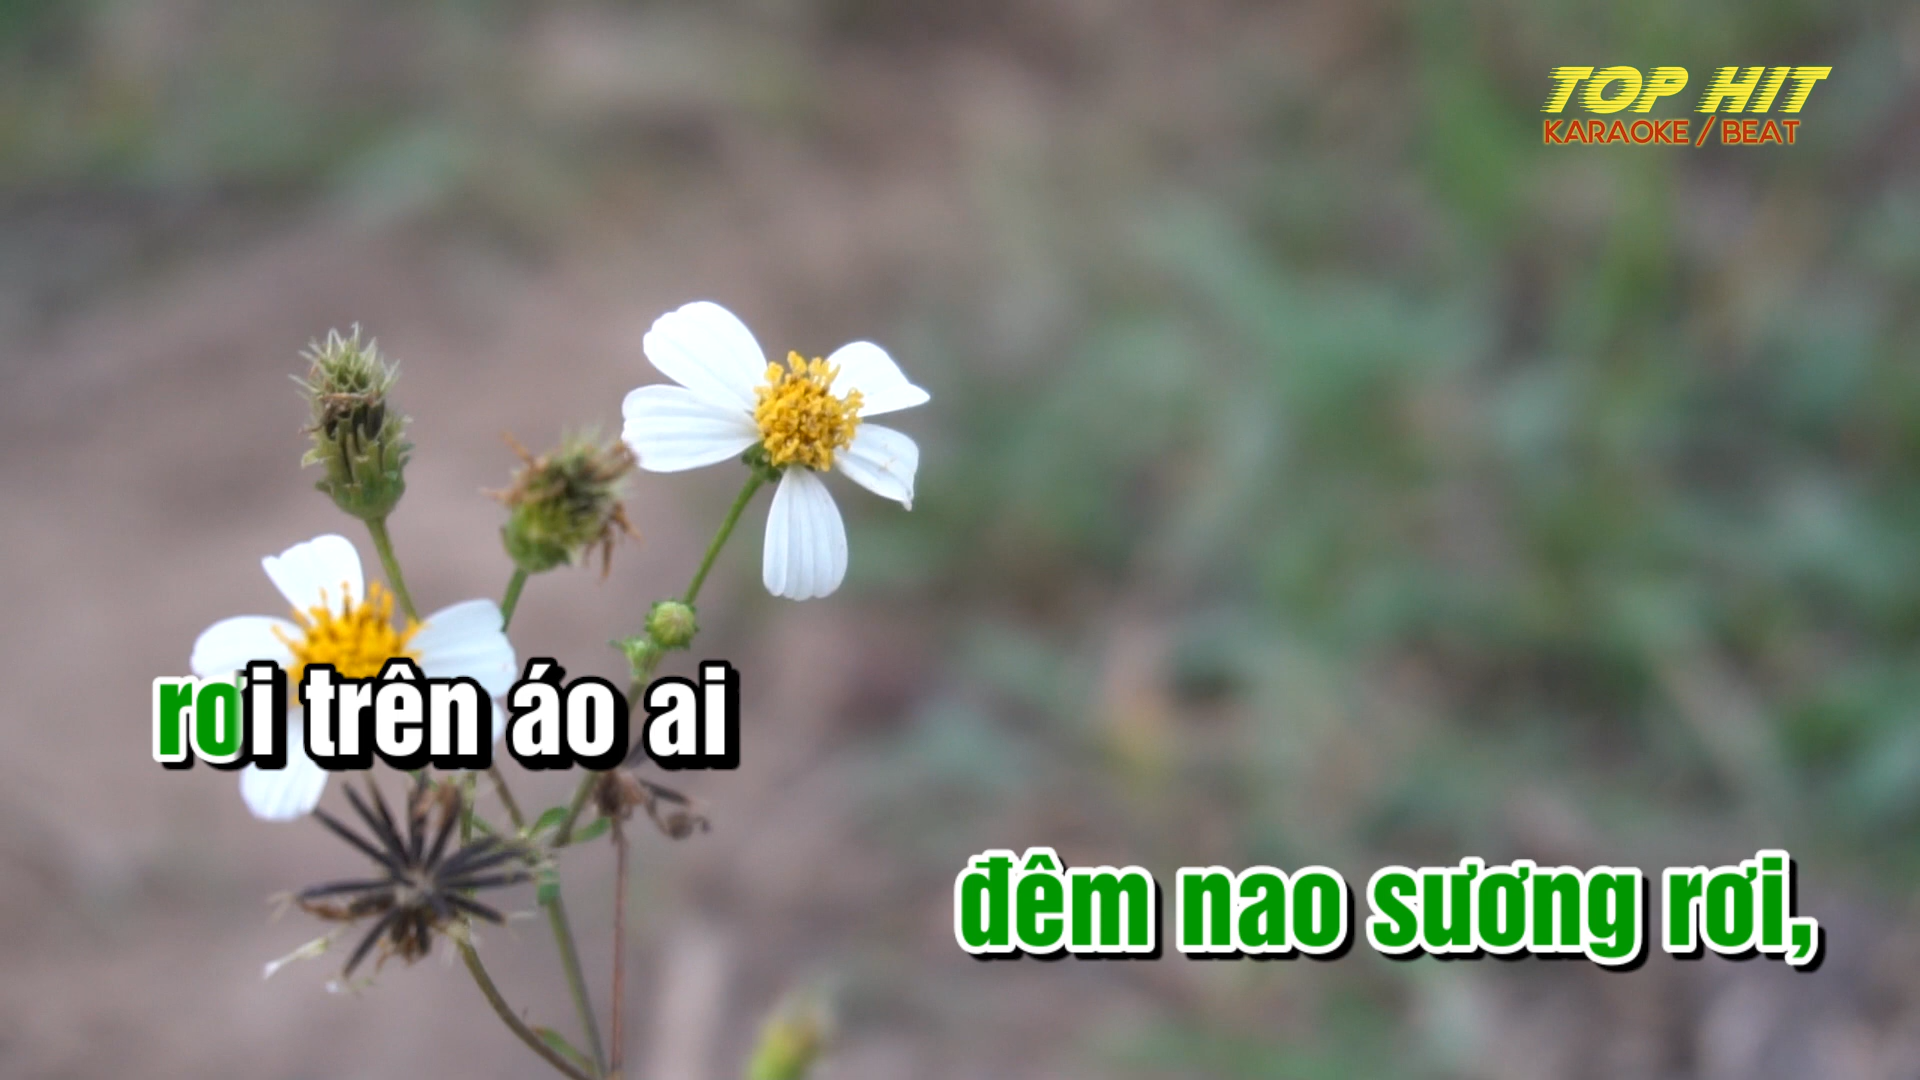 TOP HIT
KARAOKE / BEAT
rơi trên áo ai
đêm nao sương rơi,